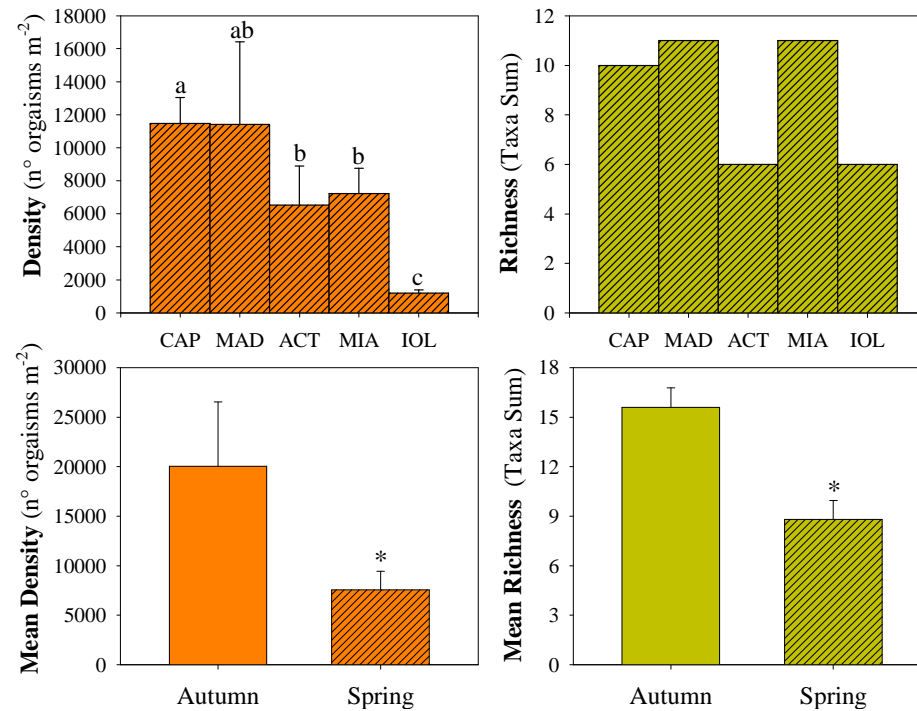 Density (n° orgaisms m-2)
18000
16000
14000
12000
10000
8000
6000
4000
2000
0
a
ab
b
b
c
CAP MAD ACT MIA IOL
Richness (Taxa Sum)
12
10
8
6
4
2
0
CAP MAD ACT MIA IOL
Mean Density (n° orgaisms m-2)
30000
25000
20000
15000
10000
5000
0
*
Autumn Spring
Mean Richness (Taxa Sum)
18
15
12
9
6
3
0
*
Autumn Spring